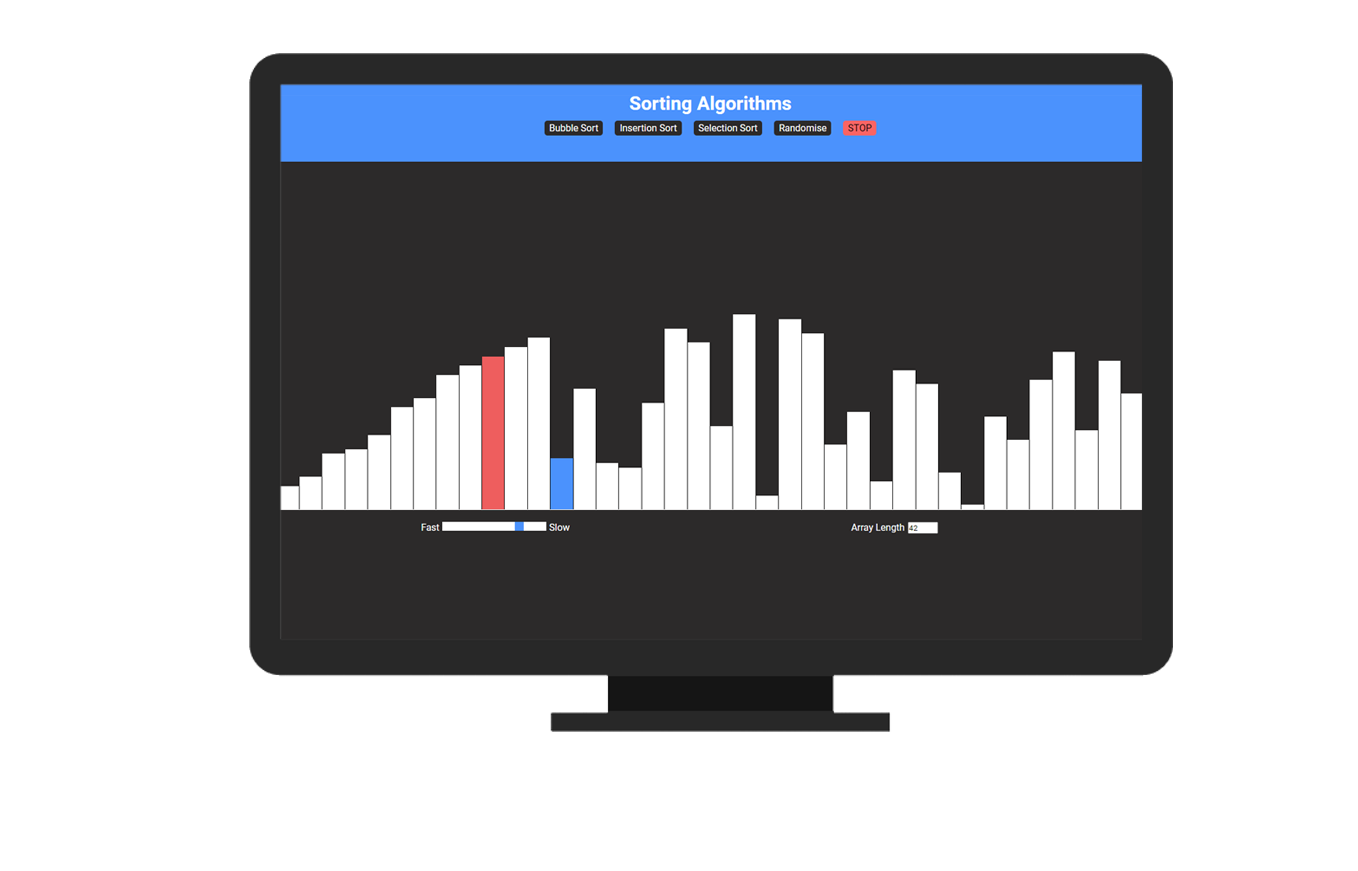 Sorting Algorithms
Bubble Sort Insertion Sort Selection Sort Randomise STOP
Fast Slow Array Length 42